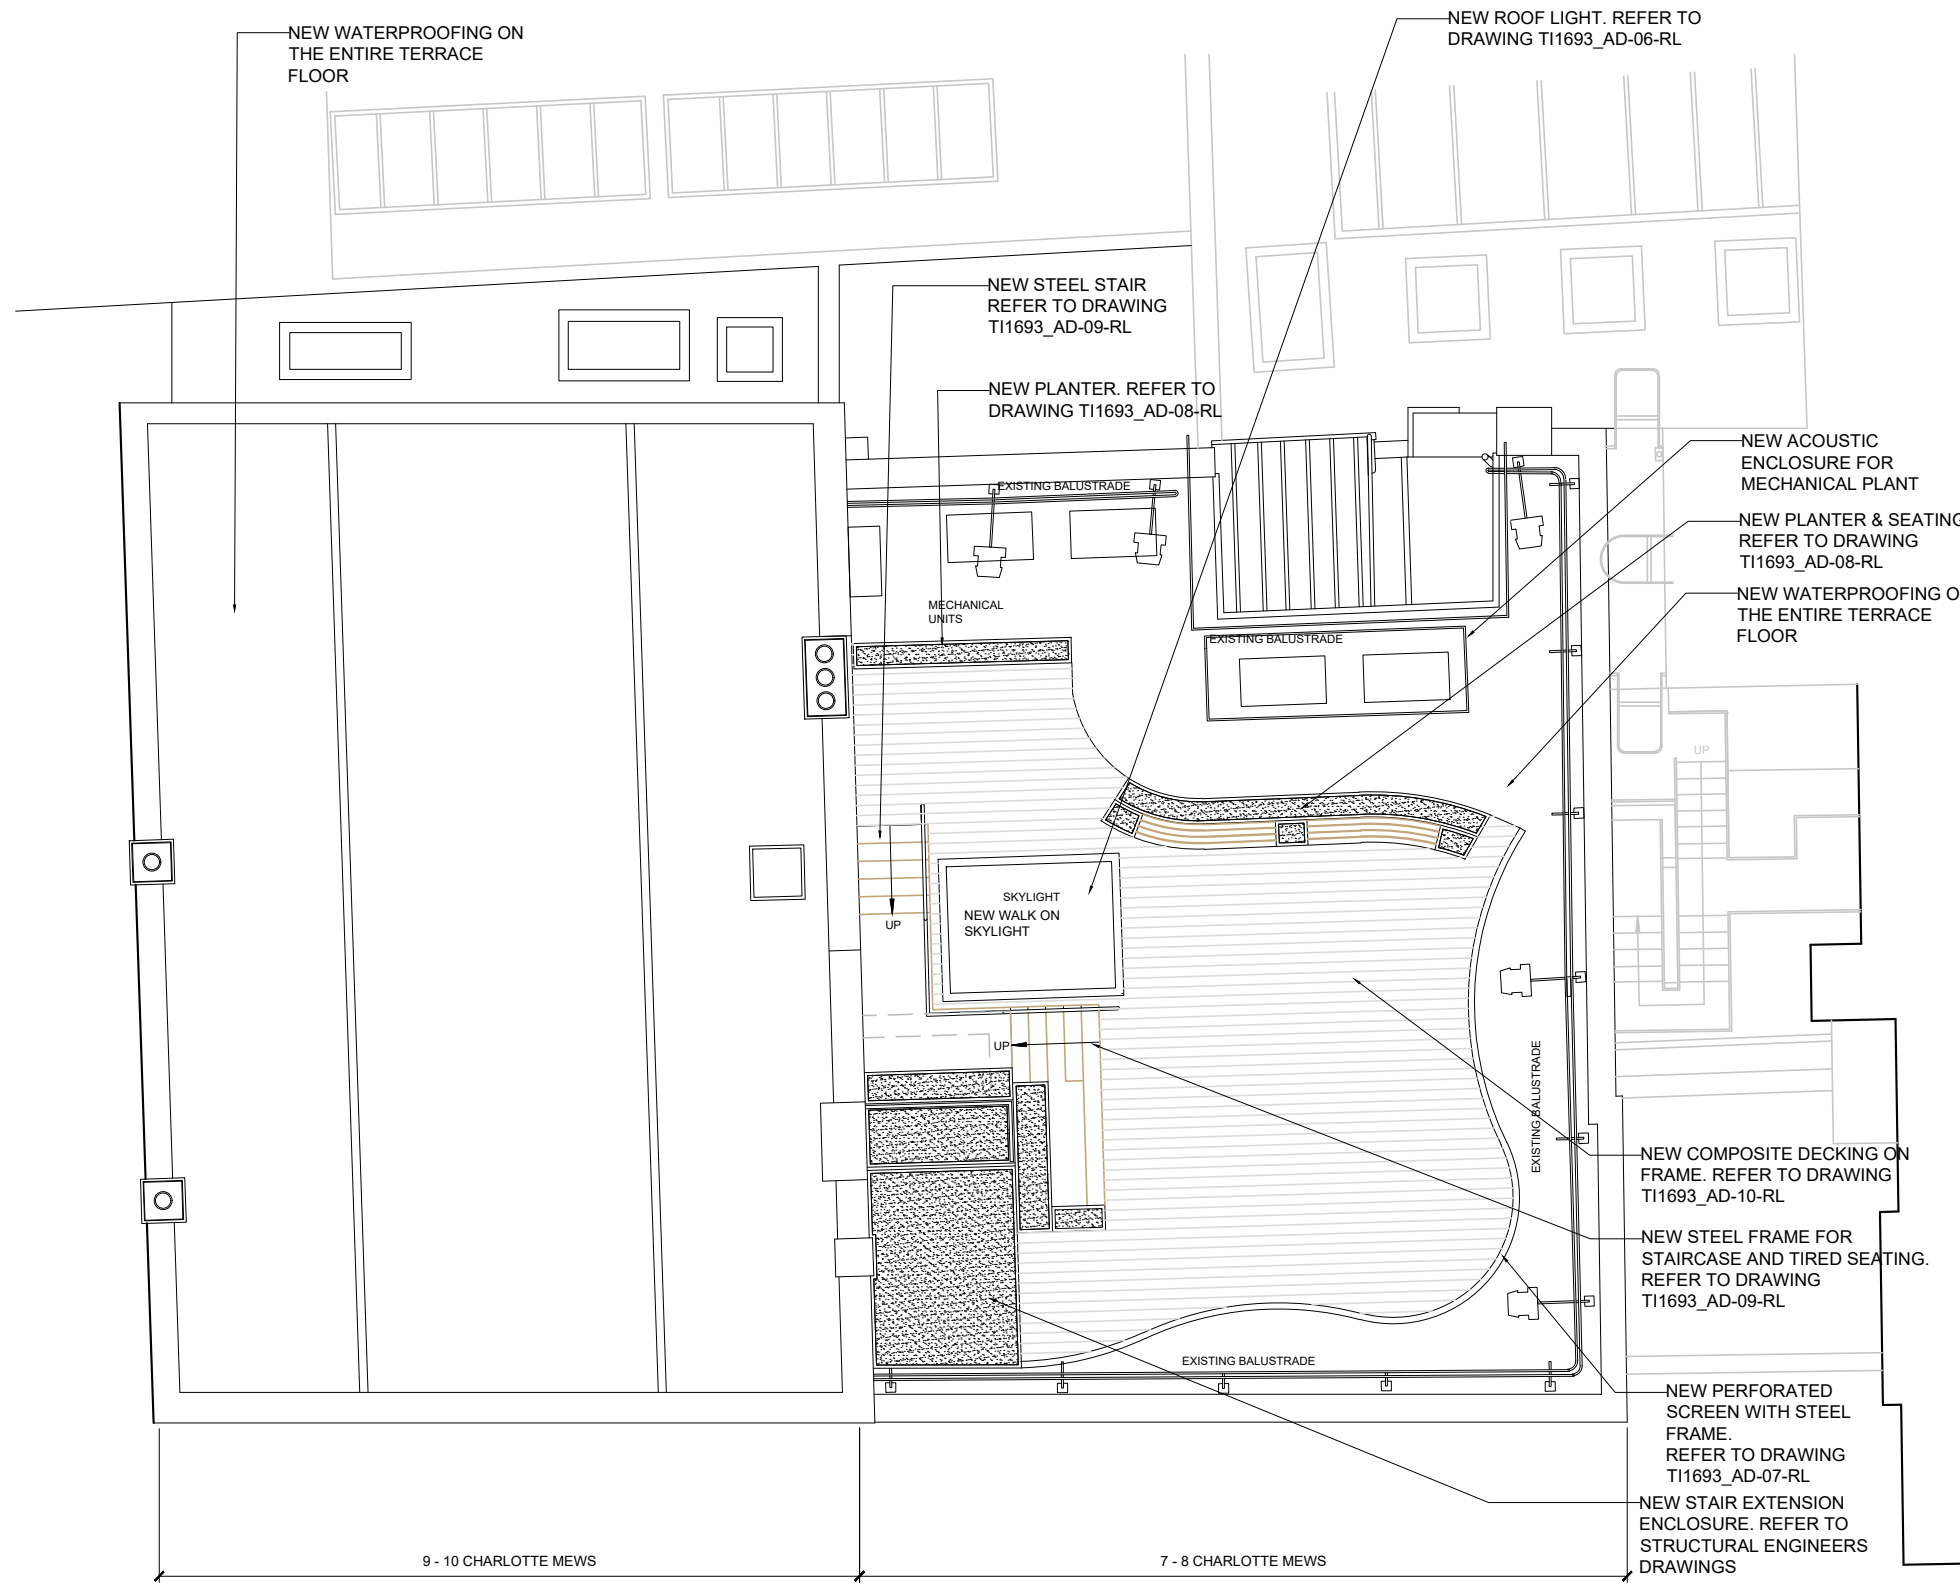 NEW WATERPROOFING ON
THE ENTIRE TERRACE
FLOOR
NEW ROOF LIGHT. REFER TO
DRAWING TI1693_AD-06-RL
NEW STEEL STAIR
REFER TO DRAWING
TI1693_AD-09-RL
NEW PLANTER. REFER TO
DRAWING TI1693_AD-08-RL
NEW ACOUSTIC
ENCLOSURE FOR
MECHANICAL PLANT
EXISTING BALUSTRADE
NEW PLANTER & SEATING
REFER TO DRAWING
TI1693_AD-08-RL
NEW WATERPROOFING O
THE ENTIRE TERRACE
FLOOR
MECHANICAL
UNITS
EXISTING BALUSTRADE
UP
SKYLIGHT
NEW WALK ON
SKYLIGHT
UP
UP
EXISTING BALUSTRADE
NEW COMPOSITE DECKING ON
FRAME. REFER TO DRAWING
TI1693_AD-10-RL
NEW STEEL FRAME FOR
STAIRCASE AND TIRED SEATING.
REFER TO DRAWING
TI1693_AD-09-RL
EXISTING BALUSTRADE
NEW PERFORATED
SCREEN WITH STEEL
FRAME.
REFER TO DRAWING
TI1693_AD-07-RL
NEW STAIR EXTENSION
ENCLOSURE. REFER TO
STRUCTURAL ENGINEERS
DRAWINGS
9 - 10 CHARLOTTE MEWS
7 - 8 CHARLOTTE MEWS